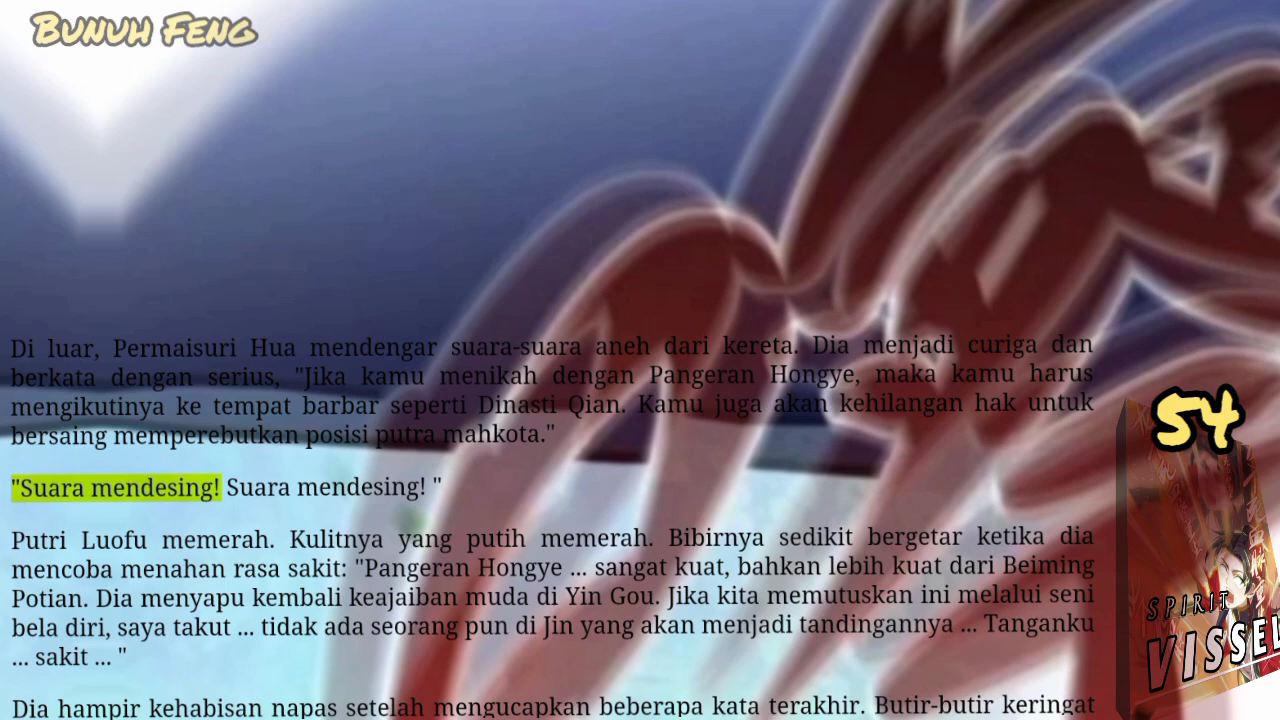 Bunuh Feng
Di luar, Permaisuri Hua mendengar suara-suara aneh dari kereta. Dia menjadi curiga dan
berkata dengan serius, "Jika kamu menikah dengan Pangeran Hongye, maka kamu harus
mengikutinya ke tempat barbar seperti Dinasti Qian. Kamu juga akan kehilangan hak untuk
bersaing memperebutkan posisi putra mahkota."
"Suara mendesing! Suara mendesing! "
Putri Luofu memerah. Kulitnya yang putih memerah. Bibirnya sedikit bergetar ketika dia
mencoba menahan rasa sakit: "Pangeran Hongye ... sangat kuat, bahkan lebih kuat dari Beiming
Potian. Dia menyapu kembali keajaiban muda di Yin Gou. Jika kita memutuskan ini melalui seni
bela diri, saya takut ... tidak ada seorang pun di Jin yang akan menjadi tandingannya ... Tanganku
... sakit ... "
Dia hampir kehabisan napas setelah mengucapkan beberapa kata terakhir. Butir-butir keringat
54
SPIRIT
VISSEL